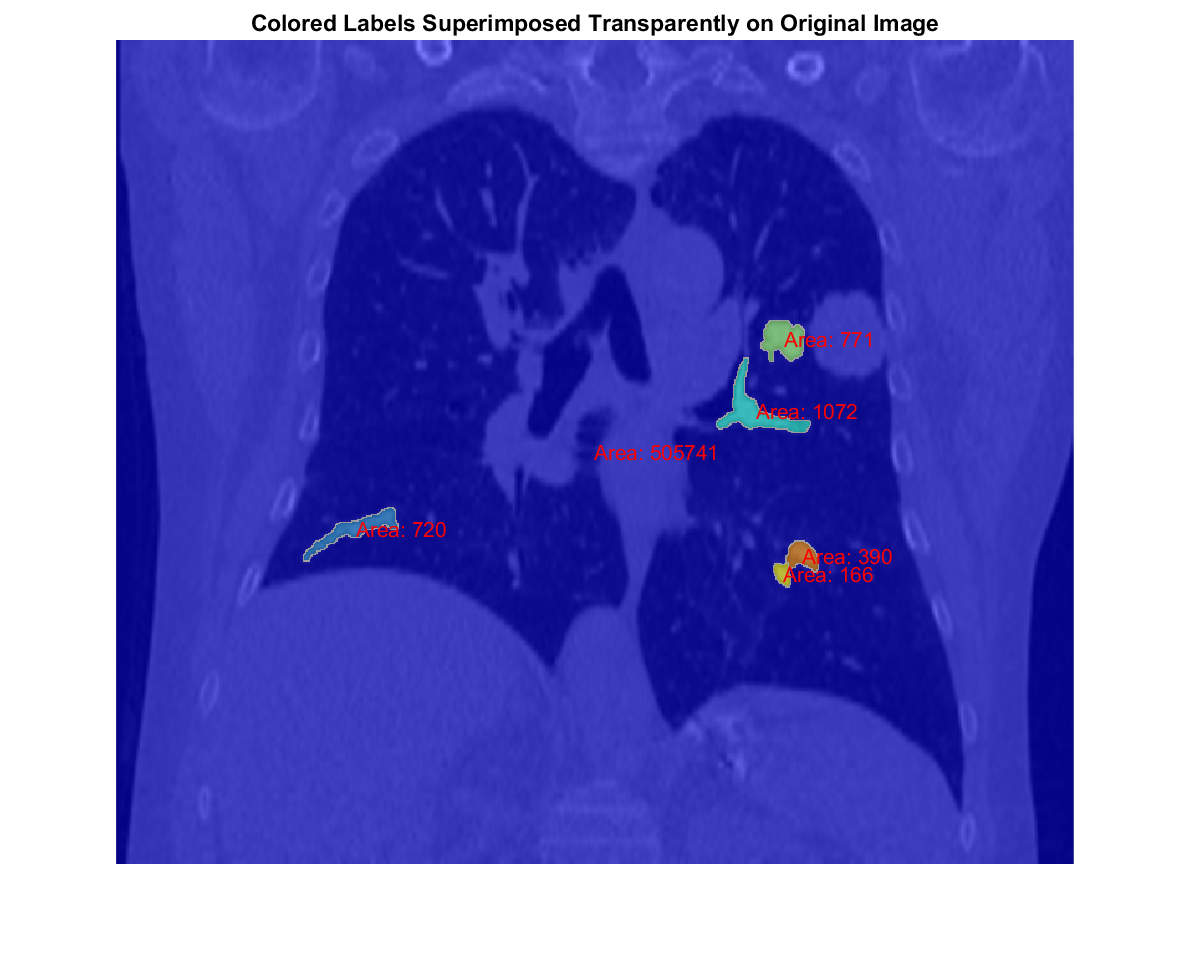 Colored Labels Superimposed Transparently on Original Image
Area: 771
Area: 1072
Area: 505741
Area: 720
Area: 390
Area: 166